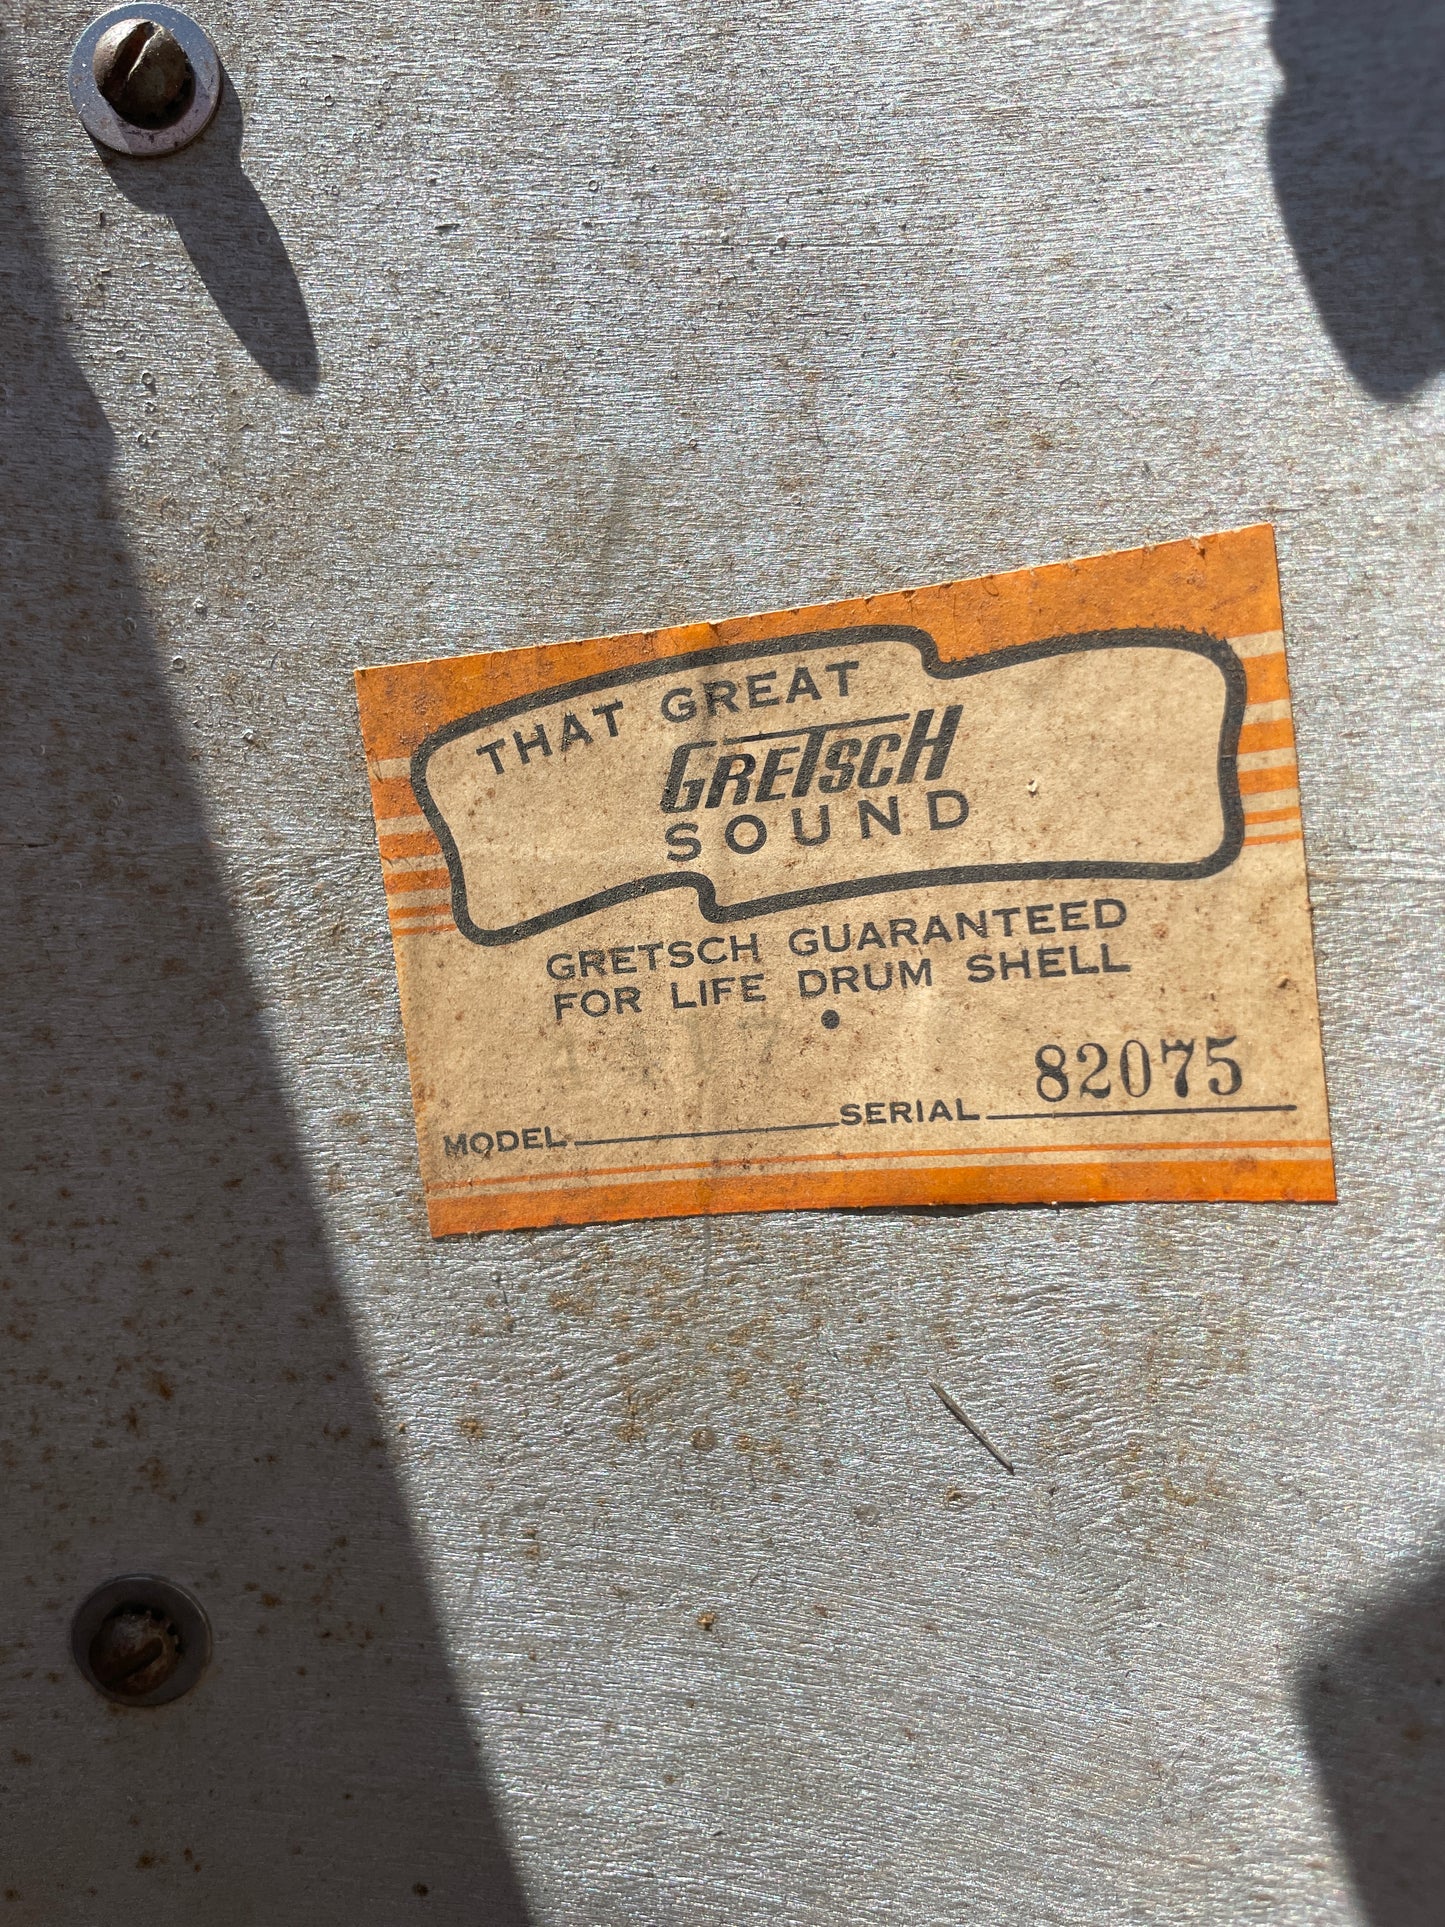 THAT GREAT
GRETSCH
SOUND
GRETSCH GUARANTEED
FOR LIFE DRUM SHELL
MODEL SERIAL 82075